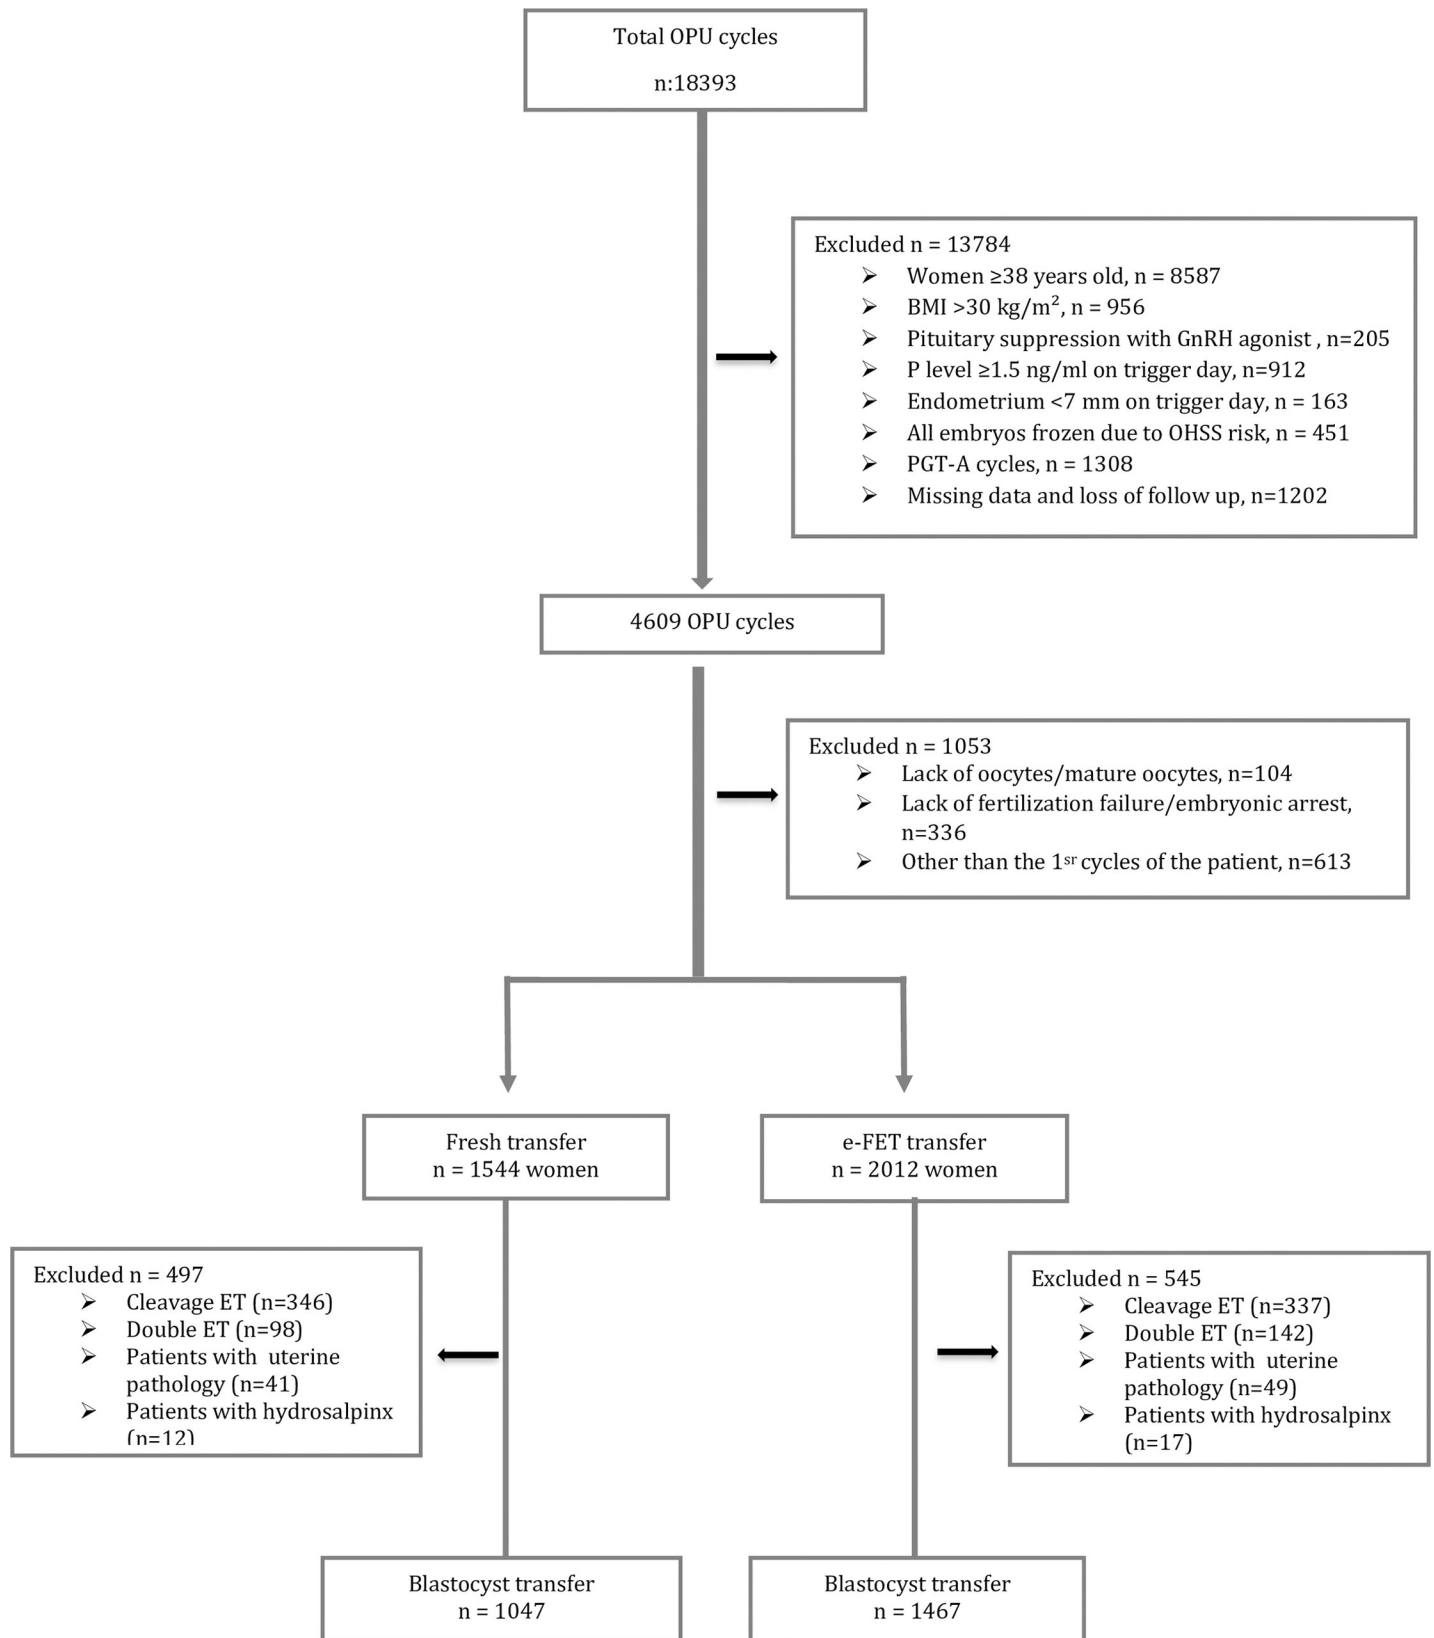 Total OPU cycles
n:18393
Excluded n = 13784
➢ Women ≥38 years old, n = 8587
➢ BMI >30 kg/m², n = 956
➢ Pituitary suppression with GnRH agonist , n=205
➢ P level ≥1.5 ng/ml on trigger day, n=912
➢ Endometrium <7 mm on trigger day, n = 163
➢ All embryos frozen due to OHSS risk, n = 451
➢ PGT-A cycles, n = 1308
➢ Missing data and loss of follow up, n=1202
4609 OPU cycles
Excluded n = 1053
➢ Lack of oocytes/mature oocytes, n=104
➢ Lack of fertilization failure/embryonic arrest,
n=336
➢ Other than the 1sr cycles of the patient, n=613
Fresh transfer
n = 1544 women
e-FET transfer
n = 2012 women
Excluded n = 497
➢ Cleavage ET (n=346)
➢ Double ET (n=98)
➢ Patients with uterine
pathology (n=41)
➢ Patients with hydrosalpinx
(n=12)
Excluded n = 545
➢ Cleavage ET (n=337)
➢ Double ET (n=142)
➢ Patients with uterine
pathology (n=49)
➢ Patients with hydrosalpinx
(n=17)
Blastocyst transfer
n = 1047
Blastocyst transfer
n = 1467